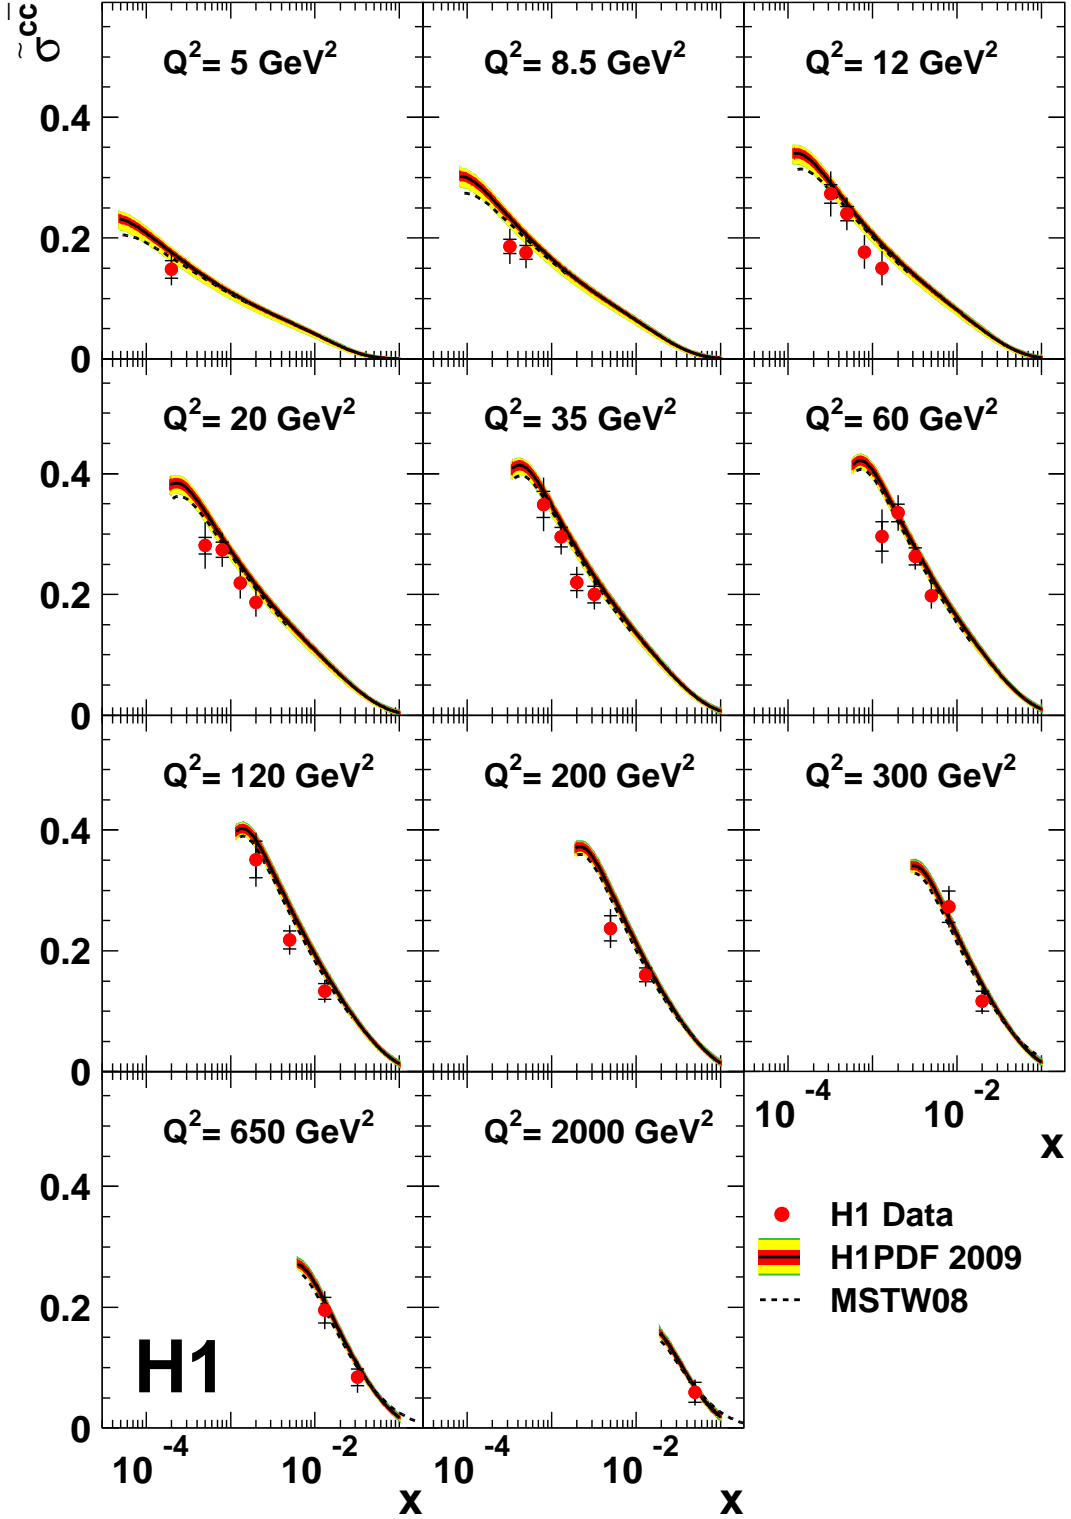 σ̃^cc̄
Q²= 5 GeV²
Q²= 8.5 GeV²
Q²= 12 GeV²
0.4
0.2
0
Q²= 20 GeV²
Q²= 35 GeV²
Q²= 60 GeV²
0.4
0.2
0
Q²= 120 GeV²
Q²= 200 GeV²
Q²= 300 GeV²
0.4
0.2
0
10⁻⁴ 10⁻²
x
Q²= 650 GeV²
Q²= 2000 GeV²
0.4
0.2
0
H1 Data
H1PDF 2009
MSTW08
H1
10⁻⁴ 10⁻² 10⁻⁴ 10⁻²
x x